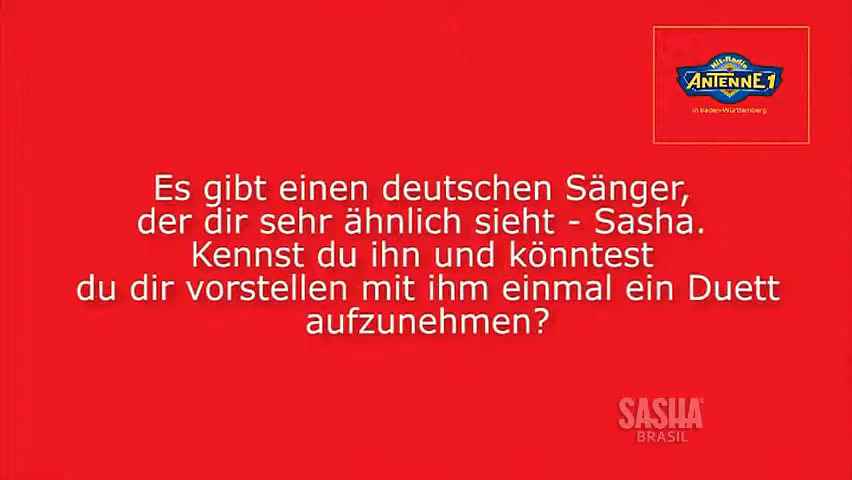 Hit-Radio
ANTENNE 1
in Baden-Württemberg
Es gibt einen deutschen Sänger,
der dir sehr ähnlich sieht - Sasha.
Kennst du ihn und könntest
du dir vorstellen mit ihm einmal ein Duett
aufzunehmen?
SASHA
BRASIL